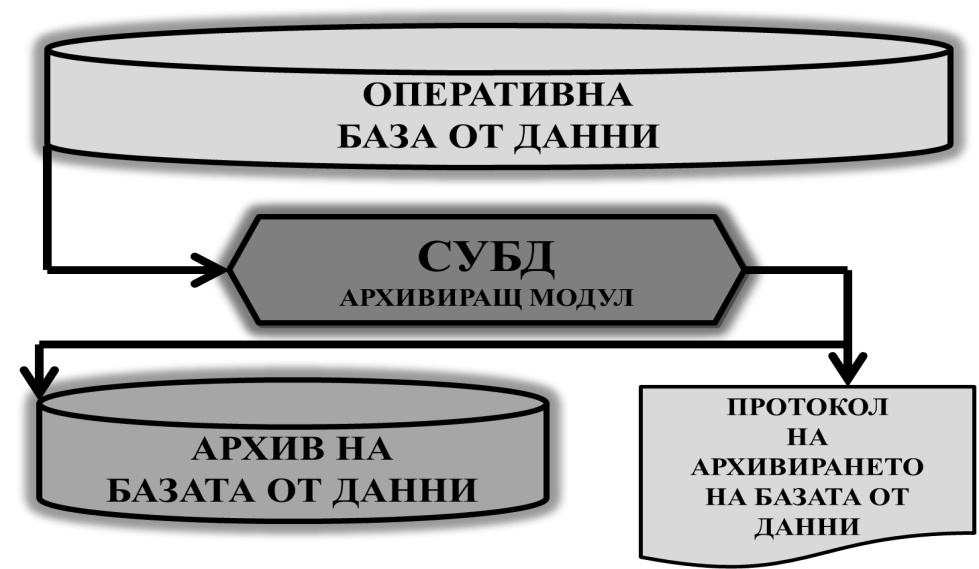 ОПЕРАТИВНА
БАЗА ОТ ДАННИ
СУБД
АРХИВИРАЩ МОДУЛ
АРХИВ НА
БАЗАТА ОТ ДАННИ
ПРОТОКОЛ
НА
АРХИВИРАНЕТО
НА БАЗАТА ОТ
ДАННИ